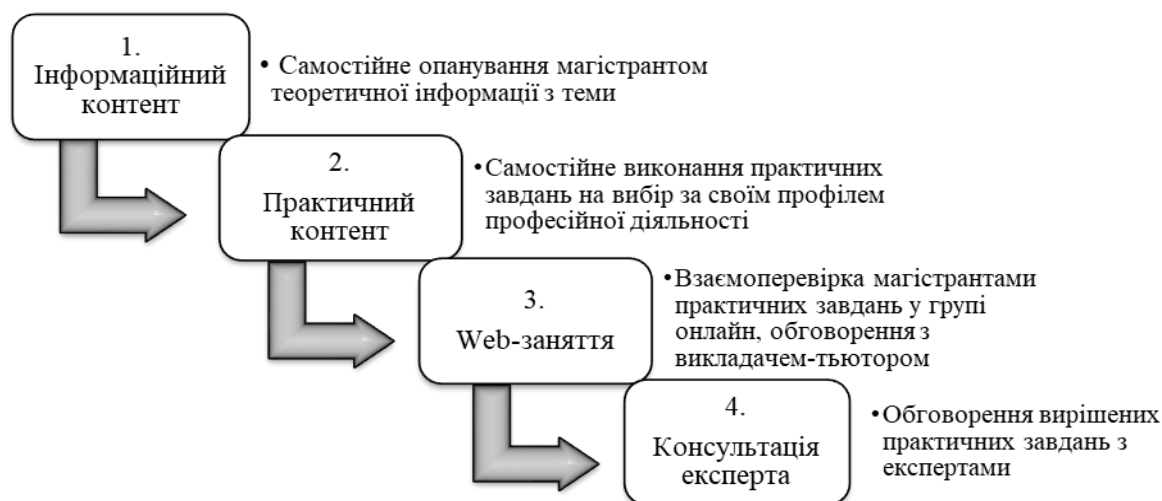 1.
Інформаційний
контент
• Самостійне опанування магістрантом
теоретичної інформації з теми
2.
Практичний
контент
•Самостійне виконання практичних
завдань на вибір за своїм профілем
професійної діяльності
3.
Web-заняття
•Взаємоперевірка магістрантами
практичних завдань у групі
онлайн, обговорення з
викладачем-тьютором
4.
Консультація
експерта
•Обговорення вирішених
практичних завдань з
експертами